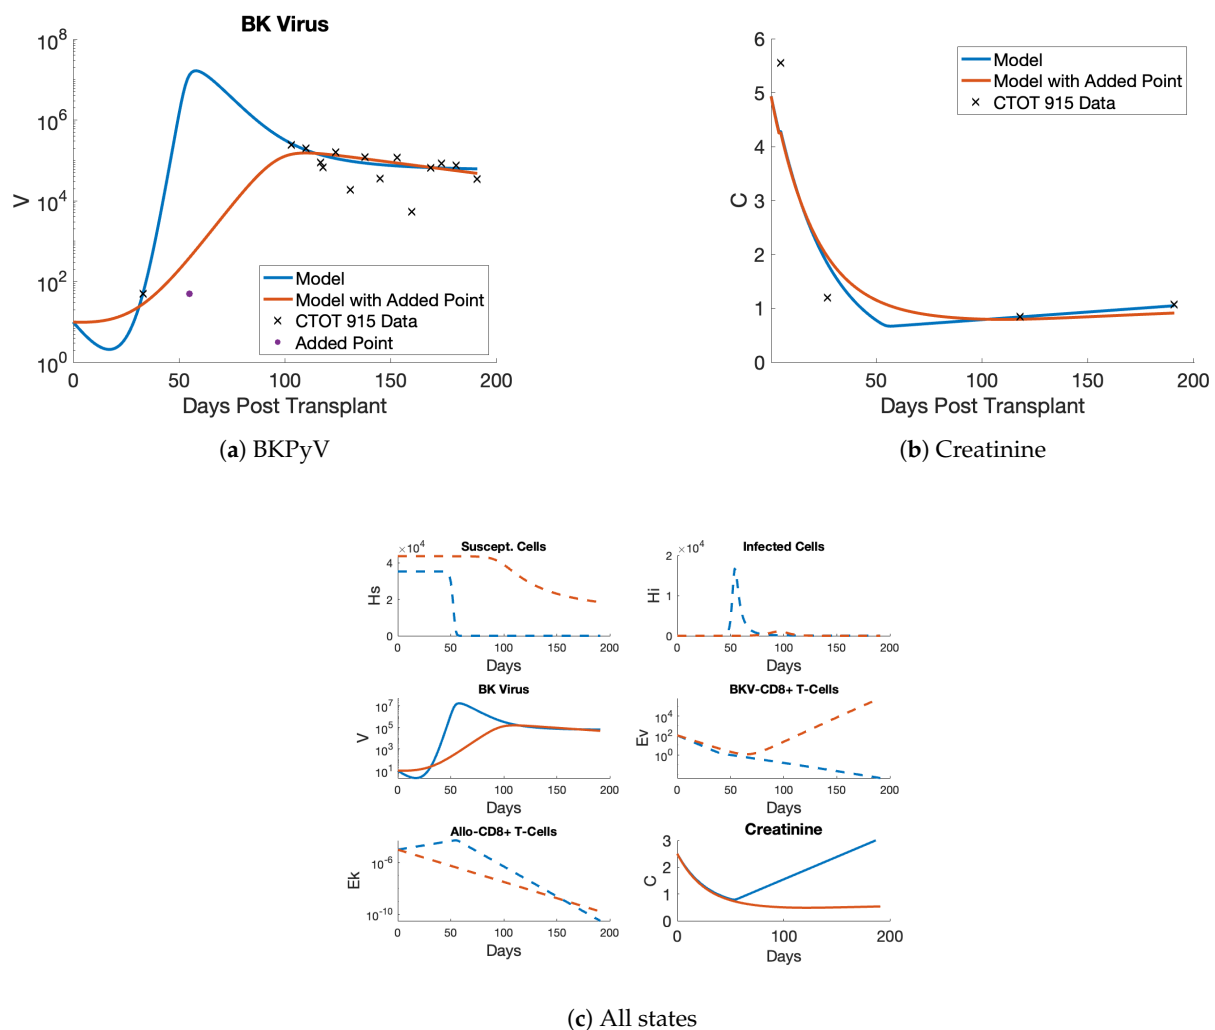 BK Virus
10^8
10^6
10^4
10^2
10^0
V
0
50
100
150
200
Days Post Transplant
Model
Model with Added Point
CTOT 915 Data
Added Point
(a) BKPyV
6
5
4
3
2
1
0
C
50
100
150
200
Days Post Transplant
Model
Model with Added Point
CTOT 915 Data
(b) Creatinine
Suscept. Cells
×10^4
4
2
0
Hs
0
50
100
150
200
Days
Infected Cells
×10^4
2
1
0
Hi
0
50
100
150
200
Days
BK Virus
10^7
10^5
10^3
10^1
V
0
50
100
150
200
Days
BKV-CD8+ T-Cells
10^4
10^2
10^0
Ev
0
50
100
150
200
Days
Allo-CD8+ T-Cells
10^-6
10^-10
Ek
0
50
100
150
200
Days
Creatinine
3
2
1
0
C
0
100
200
Days
(c) All states